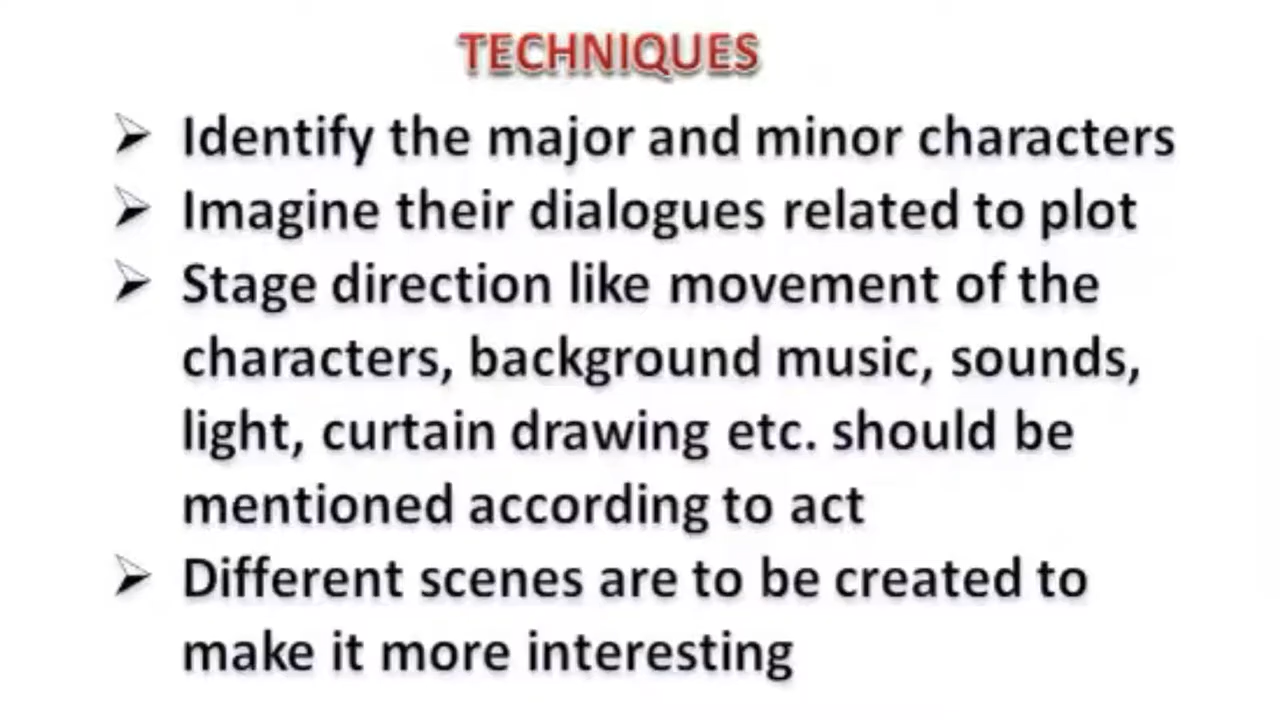 TECHNIQUES
➢ Identify the major and minor characters
➢ Imagine their dialogues related to plot
➢ Stage direction like movement of the
characters, background music, sounds,
light, curtain drawing etc. should be
mentioned according to act
➢ Different scenes are to be created to
make it more interesting